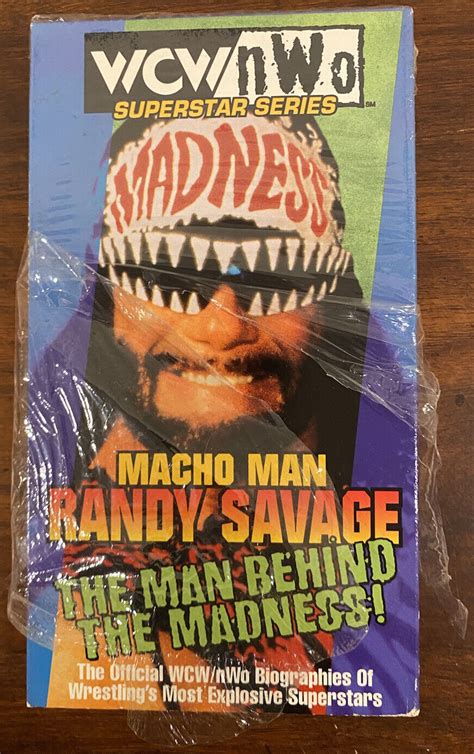 WCW/nWo
SM
SUPERSTAR SERIES
MADNESS
MACHO MAN
RANDY SAVAGE
THE MAN BEHIND
THE MADNESS!
The Official WCW/nWo Biographies Of
Wrestling's Most Explosive Superstars